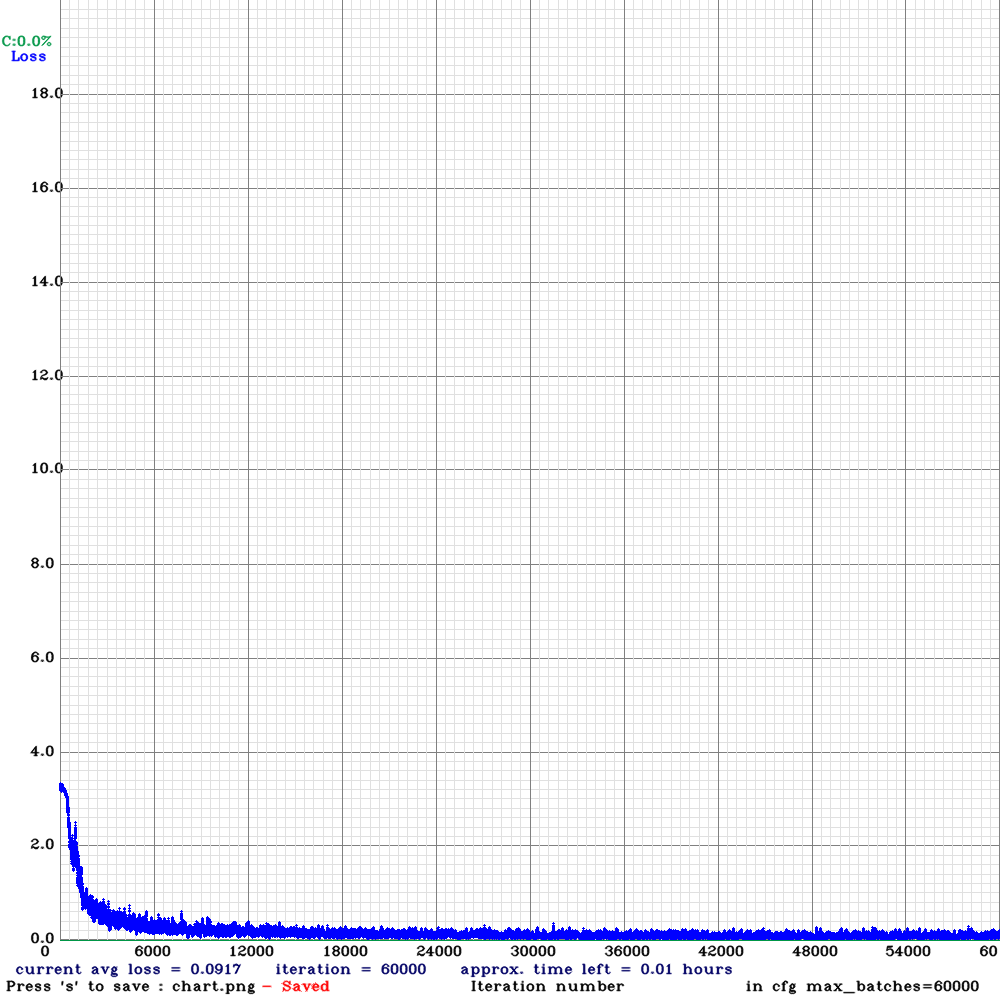 C:0.0%
Loss
18.0
16.0
14.0
12.0
10.0
8.0
6.0
4.0
2.0
0.0
0 6000 12000 18000 24000 30000 36000 42000 48000 54000 60
current avg loss = 0.0917 iteration = 60000 approx. time left = 0.01 hours
Press 's' to save : chart.png - Saved Iteration number in cfg max_batches=60000